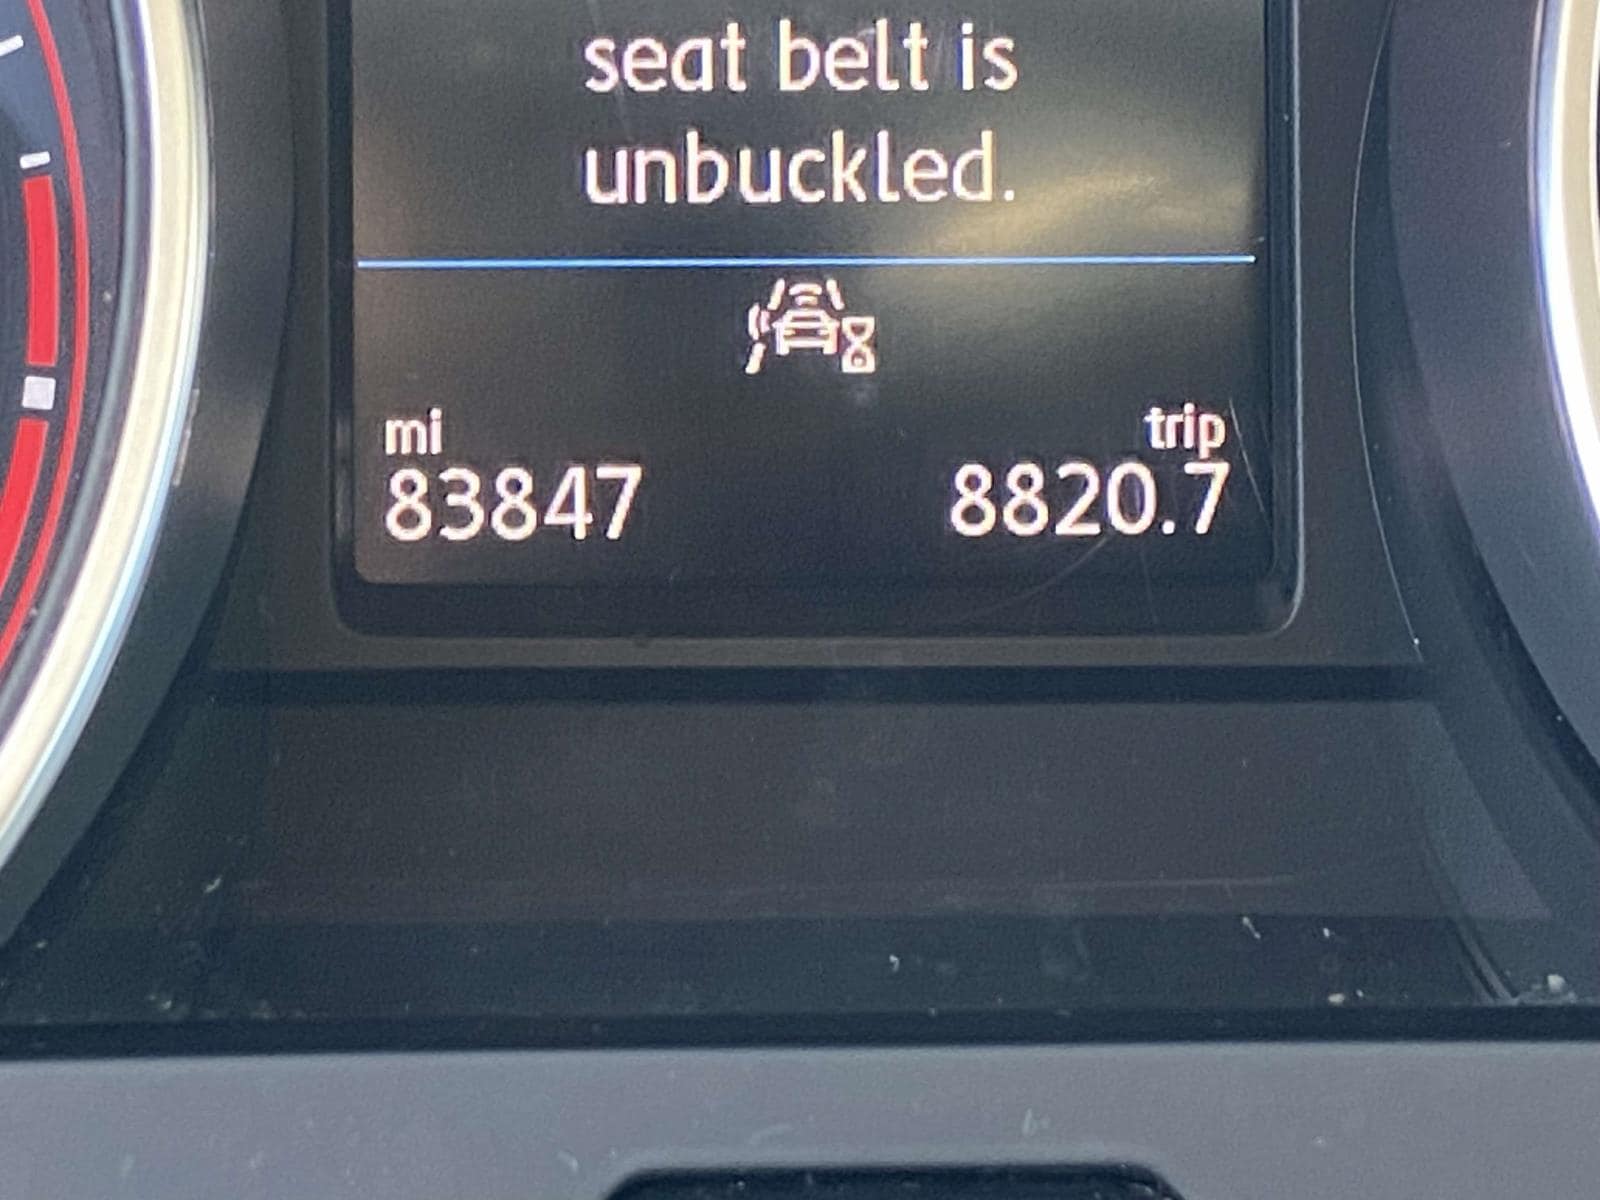 seat belt is
unbuckled.
mi trip
83847 8820.7